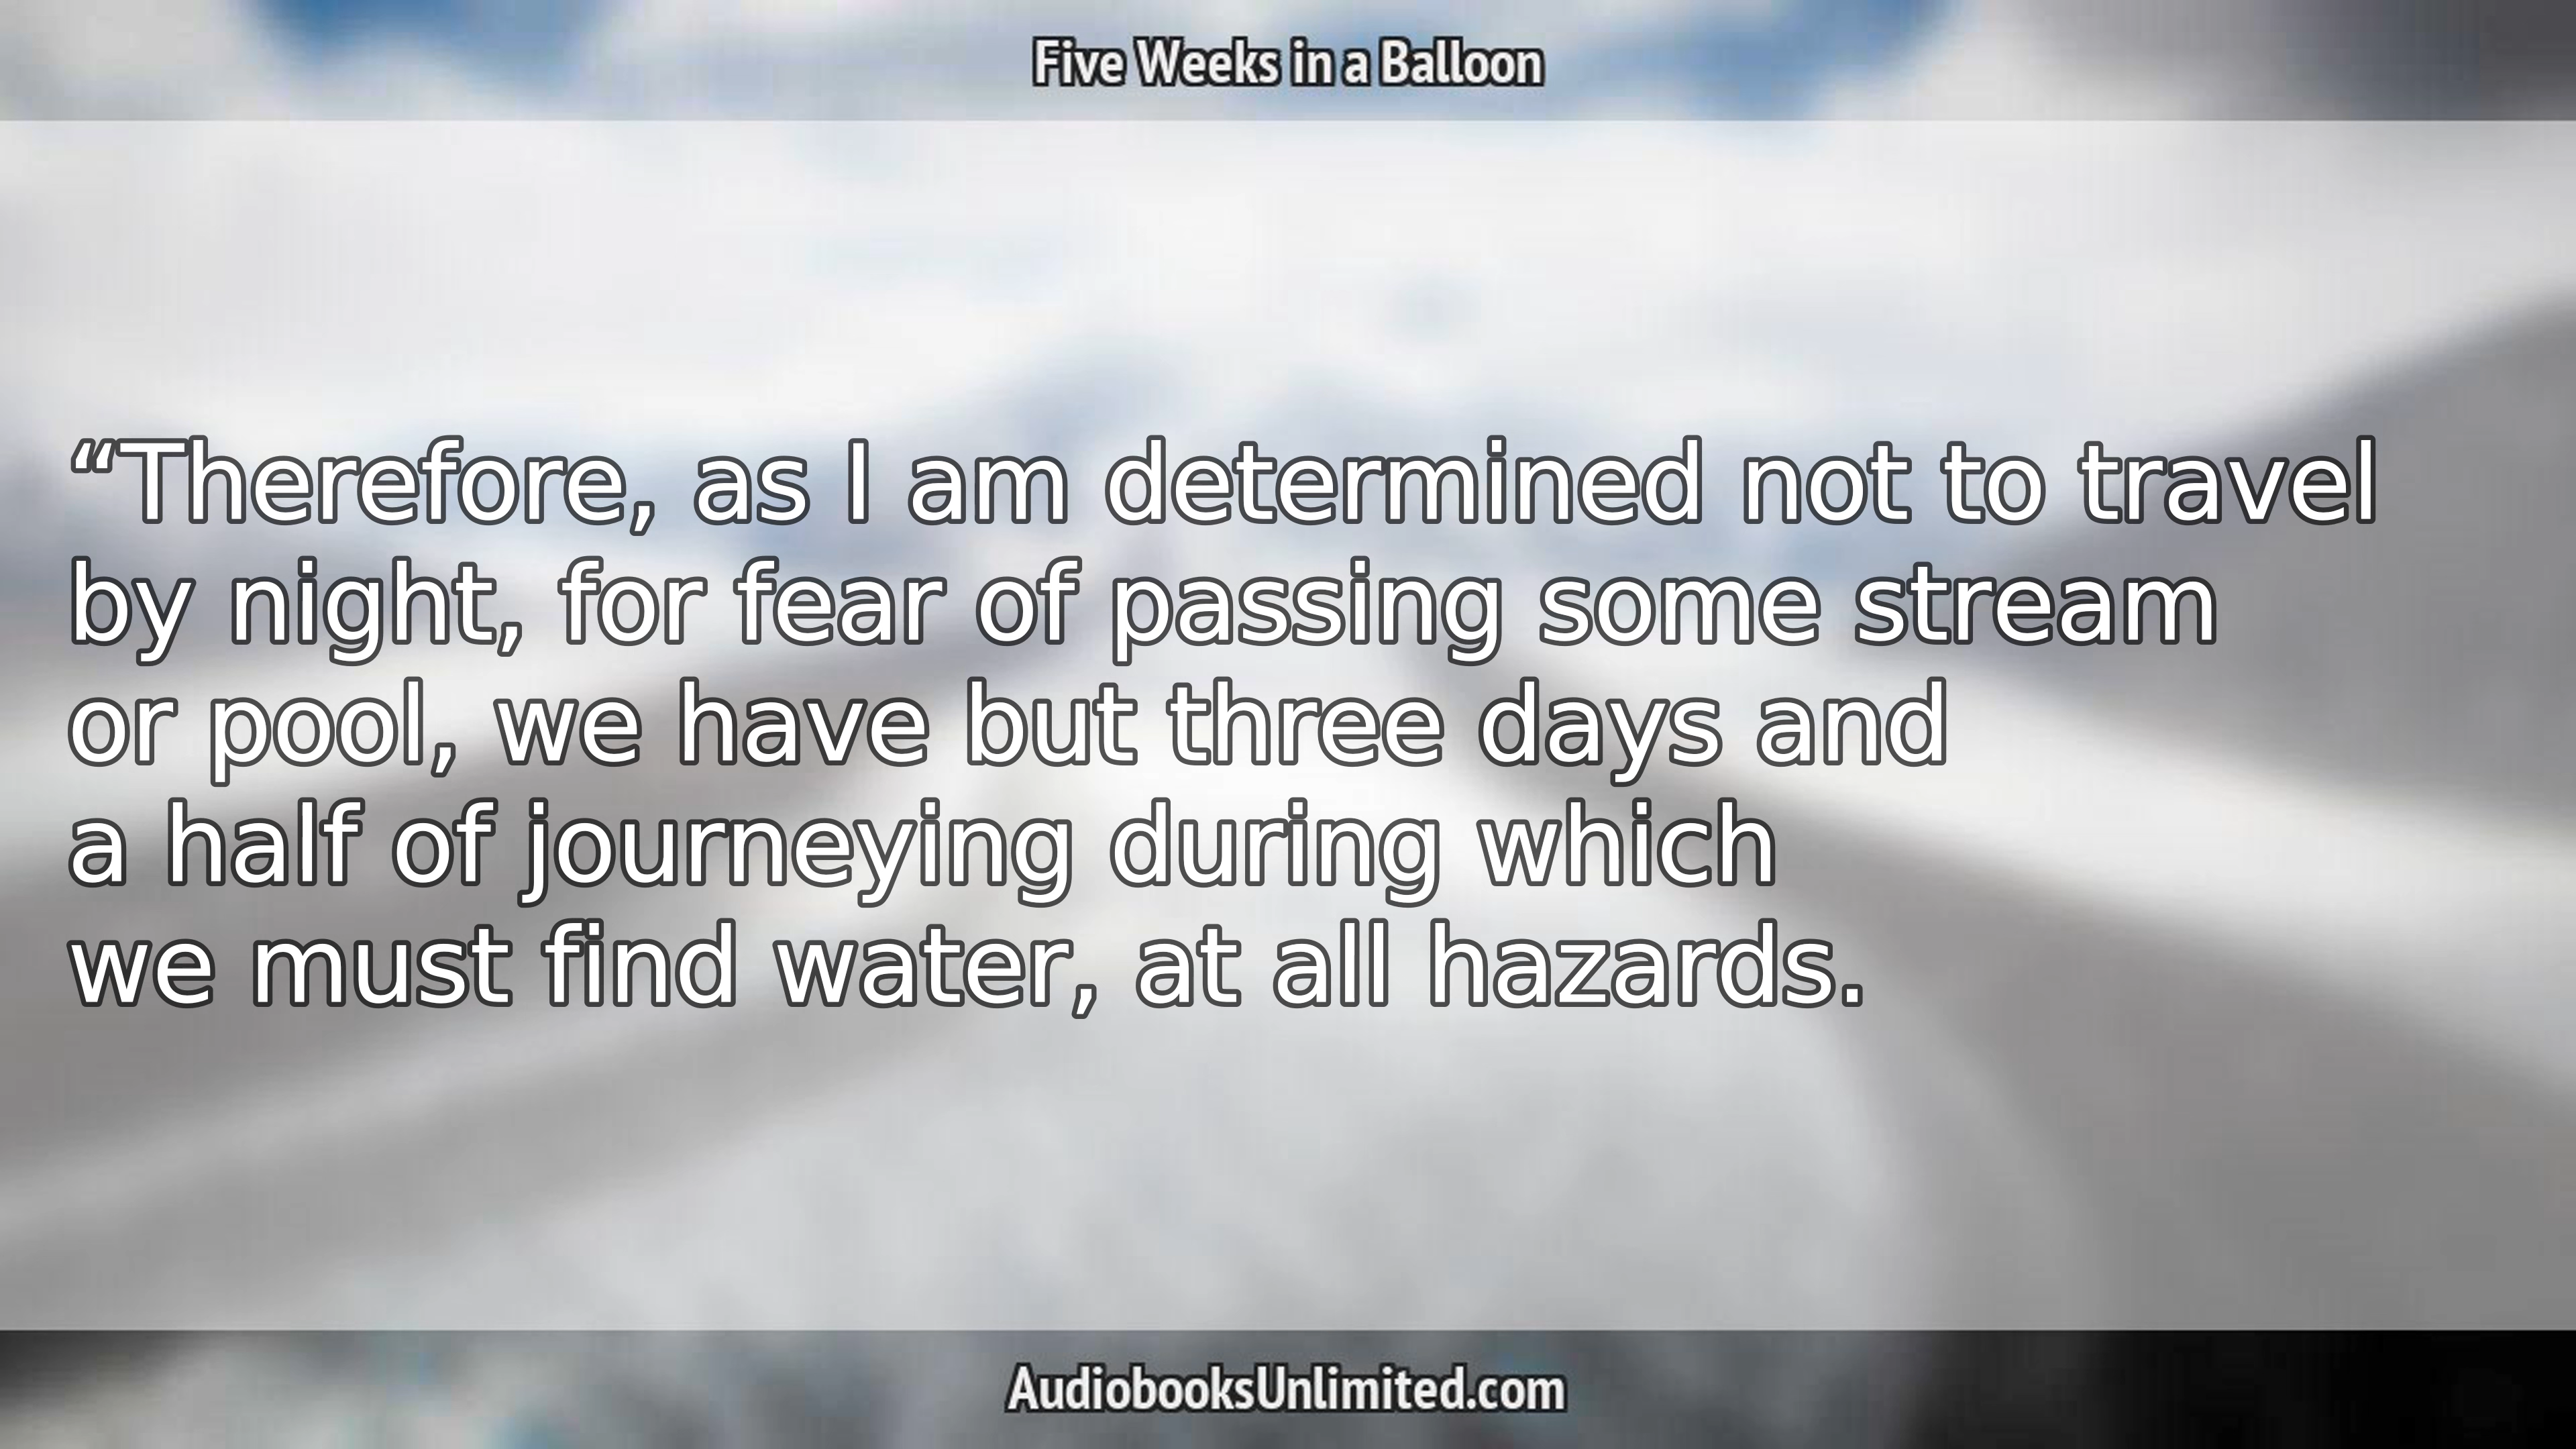 Five Weeks in a Balloon
“Therefore, as I am determined not to travel
by night, for fear of passing some stream
or pool, we have but three days and
a half of journeying during which
we must find water, at all hazards.
AudiobooksUnlimited.com